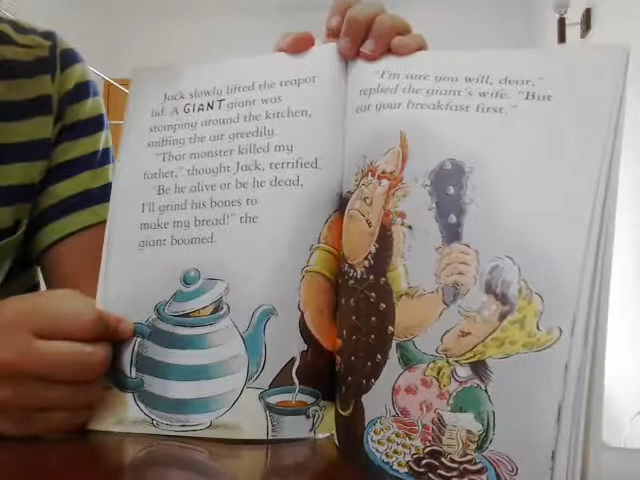 Jack slowly lifted the teapot
lid. A GIANT giant was
stomping around the kitchen,
sniffing the air greedily.
"That monster killed my
father," thought Jack, terrified.
"Be he alive or be he dead,
I'll grind his bones to
make my bread!" the
giant boomed.
"I'm sure you will, dear,"
replied the giant's wife. "But
eat your breakfast first."